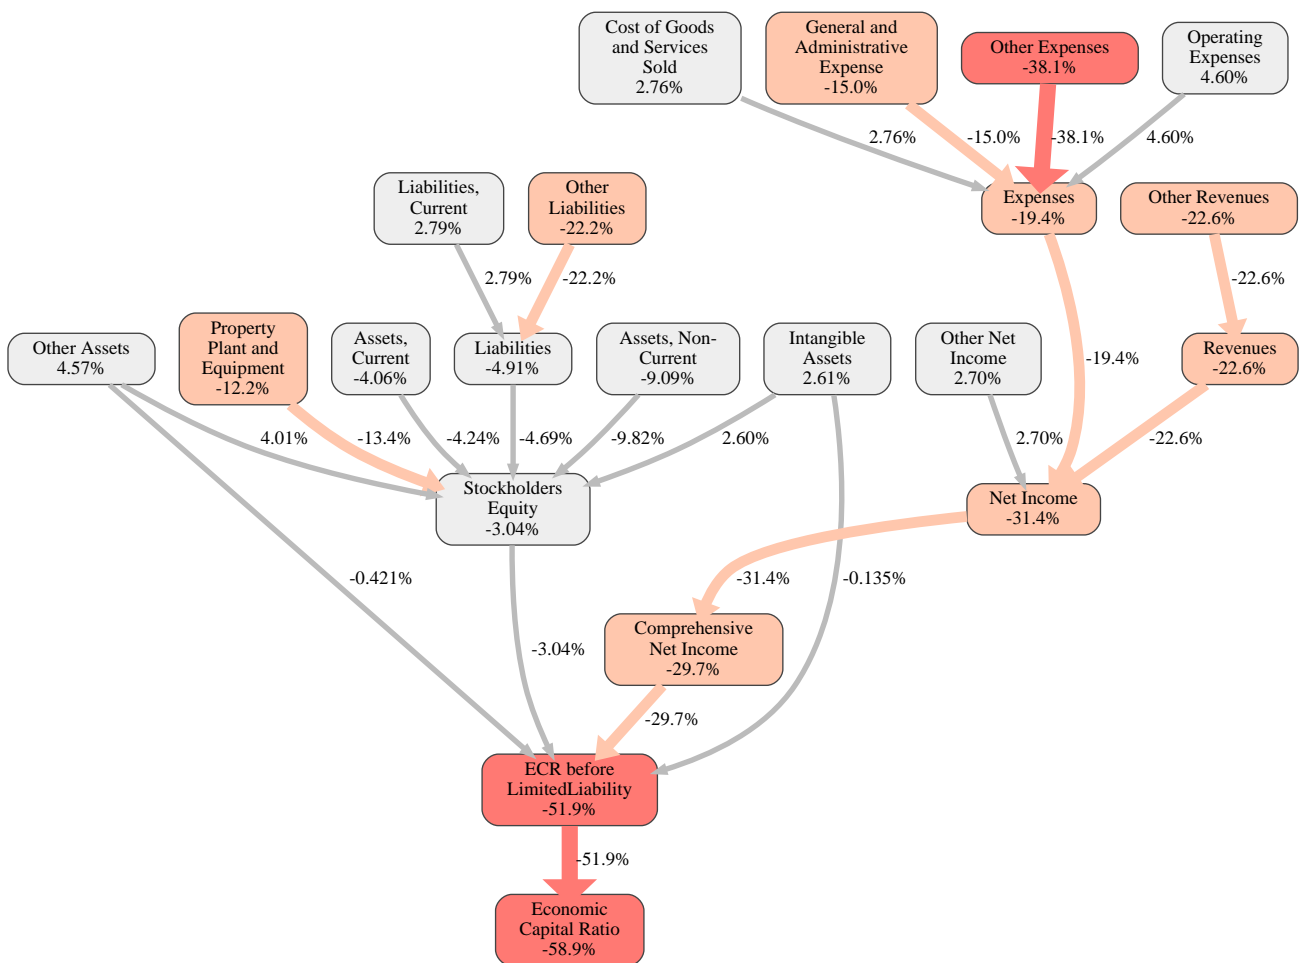 Cost of Goods
and Services
Sold
2.76%
General and
Administrative
Expense
-15.0%
Other Expenses
-38.1%
Operating
Expenses
4.60%
2.76%
-15.0%
-38.1%
4.60%
Liabilities,
Current
2.79%
Other
Liabilities
-22.2%
Expenses
-19.4%
Other Revenues
-22.6%
2.79%
-22.2%
-22.6%
Other Assets
4.57%
Property
Plant and
Equipment
-12.2%
Assets,
Current
-4.06%
Liabilities
-4.91%
Assets, Non-
Current
-9.09%
Intangible
Assets
2.61%
Other Net
Income
2.70%
-19.4%
Revenues
-22.6%
4.01%
-13.4%
-4.24%
-4.69%
-9.82%
2.60%
2.70%
-22.6%
Stockholders
Equity
-3.04%
Net Income
-31.4%
-0.421%
-31.4%
-0.135%
-3.04%
Comprehensive
Net Income
-29.7%
-29.7%
ECR before
LimitedLiability
-51.9%
-51.9%
Economic
Capital Ratio
-58.9%